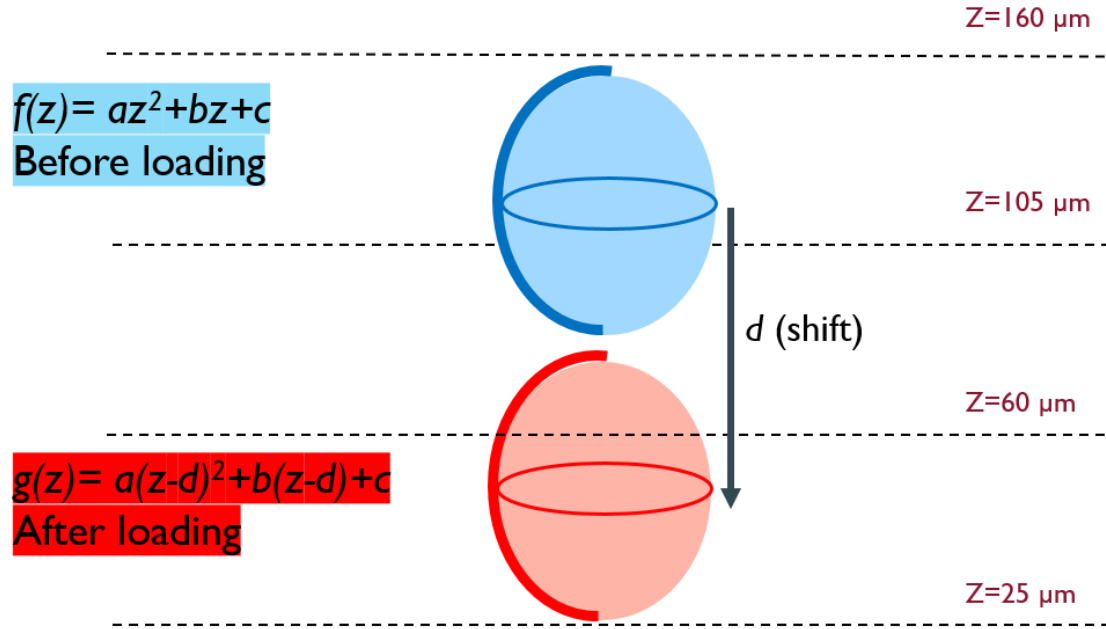 Z=160 µm
f(z)= az²+bz+c
Before loading
Z=105 µm
d (shift)
Z=60 µm
g(z)= a(z-d)²+b(z-d)+c
After loading
Z=25 µm